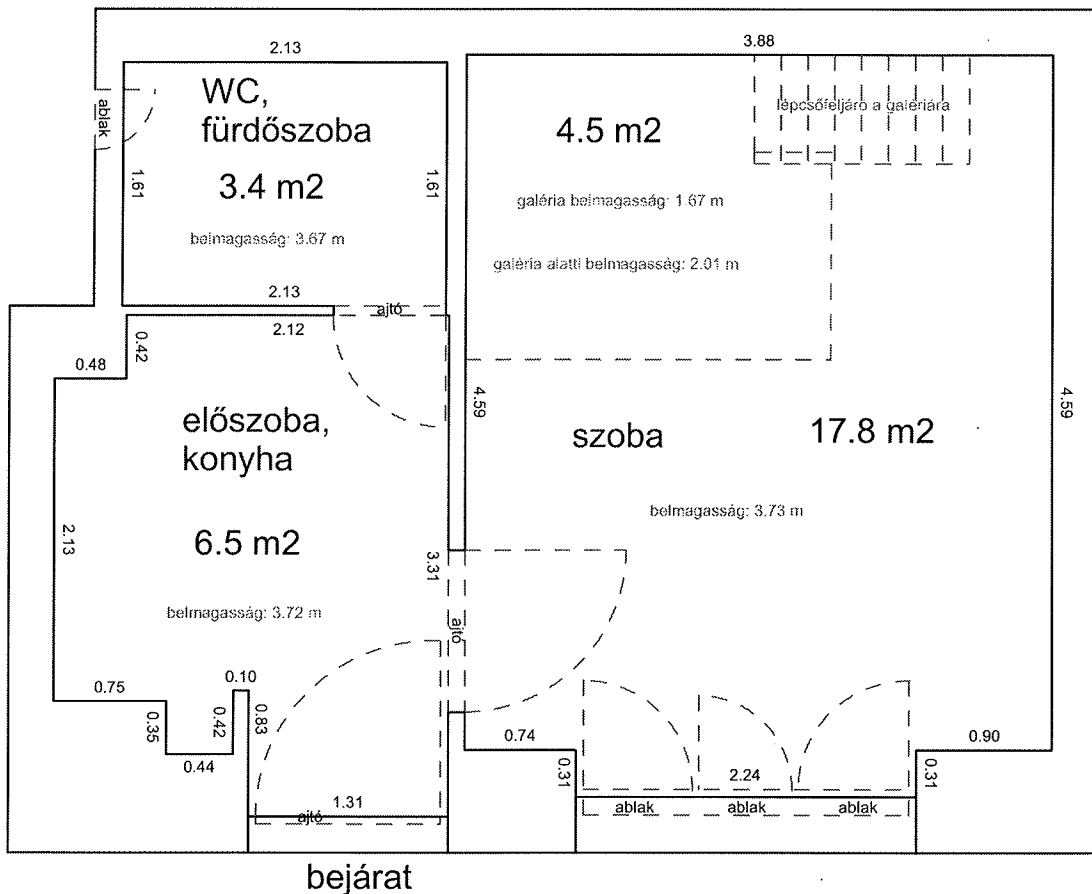 2.13
3.88
WC,
fürdőszoba
3.4 m2
belmagasság: 3.67 m
ablak
1.61
1.61
4.5 m2
lépcsőfeljáró a galériára
galéria belmagasság: 1.67 m
galéria alatti belmagasság: 2.01 m
2.13
ajtó
2.12
0.42
0.48
előszoba,
konyha
6.5 m2
belmagasság: 3.72 m
2.13
4.59
szoba
17.8 m2
belmagasság: 3.73 m
4.59
3.31
ajtó
0.75
0.35
0.44
0.42
0.10
0.83
1.31
ajtó
0.74
0.31
2.24
0.31
0.90
ablak
ablak
ablak
bejárat